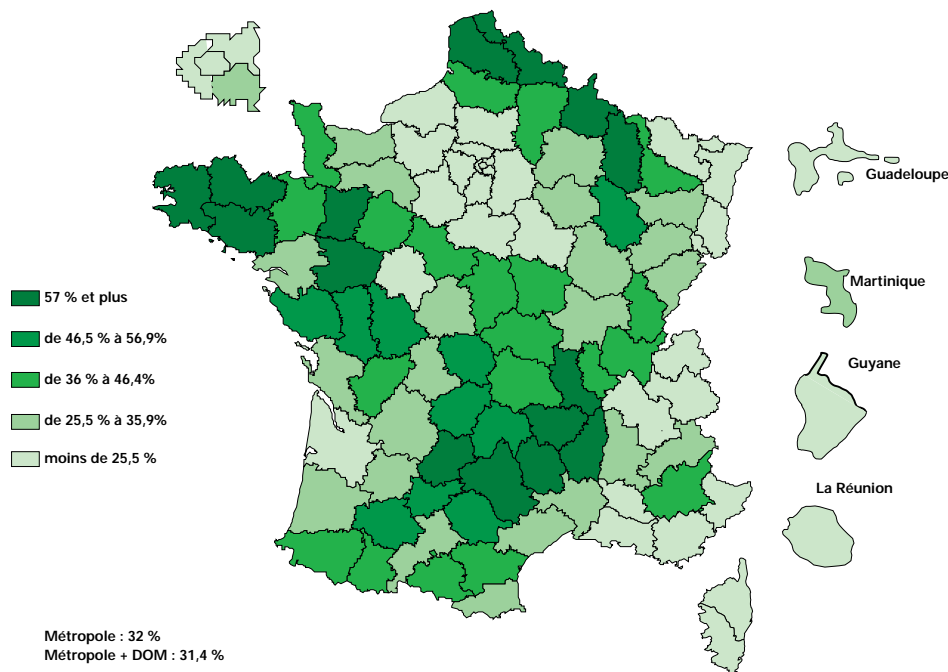 Guadeloupe
Martinique
57 % et plus
de 46,5 % à 56,9%
Guyane
de 36 % à 46,4%
de 25,5 % à 35,9%
moins de 25,5 %
La Réunion
Métropole : 32 %
Métropole + DOM : 31,4 %